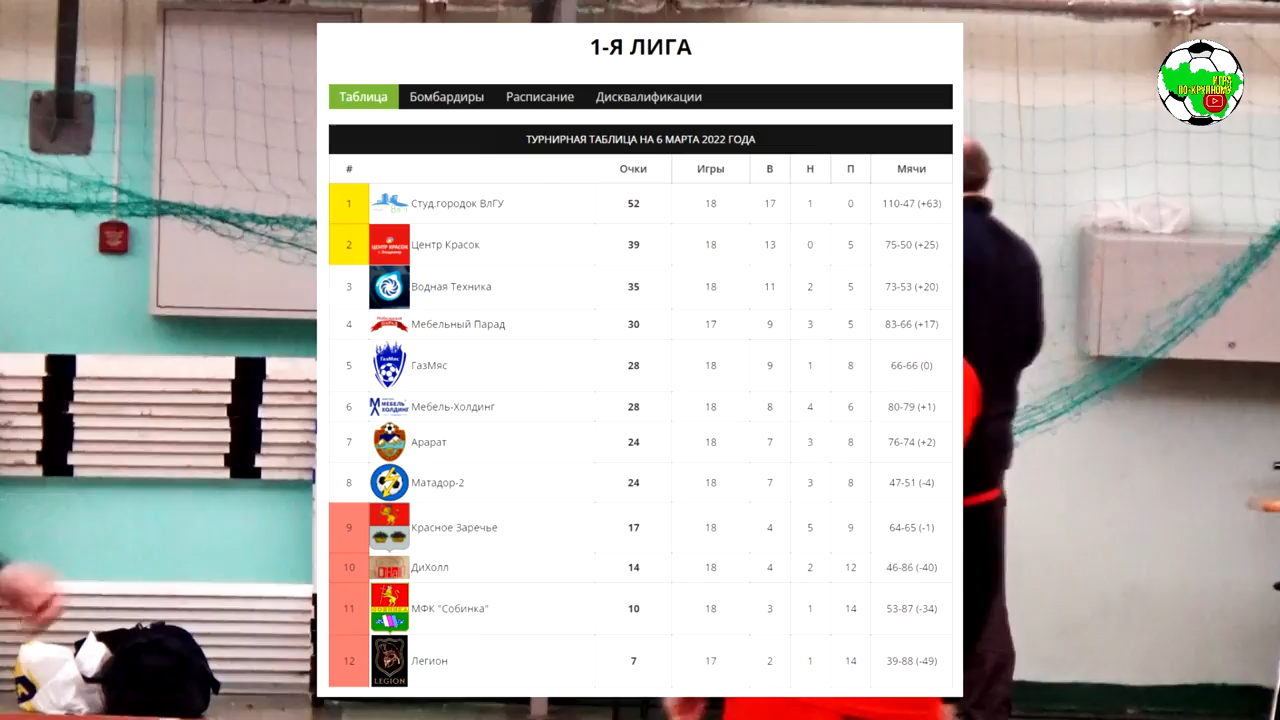 1-Я ЛИГА
ИГРА
ПО-КРУПНОМУ
Таблица Бомбардиры Расписание Дисквалификации
ТУРНИРНАЯ ТАБЛИЦА НА 6 МАРТА 2022 ГОДА
# Очки Игры В Н П Мячи
1 Студ.городок ВлГУ 52 18 17 1 0 110-47 (+63)
2 ЦЕНТР КРАСОК Центр Красок 39 18 13 0 5 75-50 (+25)
3 Водная Техника 35 18 11 2 5 73-53 (+20)
4 Мебельный Парад 30 17 9 3 5 83-66 (+17)
5 ГазМяс ГазМяс 28 18 9 1 8 66-66 (0)
6 МЕБЕЛЬ ХОЛДИНГ Мебель-Холдинг 28 18 8 4 6 80-79 (+1)
7 Арарат 24 18 7 3 8 76-74 (+2)
8 Матадор-2 24 18 7 3 8 47-51 (-4)
9 Красное Заречье 17 18 4 5 9 64-65 (-1)
10 ДиХолл 14 18 4 2 12 46-86 (-40)
11 МФК "Собинка" 10 18 3 1 14 53-87 (-34)
12 LEGION Легион 7 17 2 1 14 39-88 (-49)